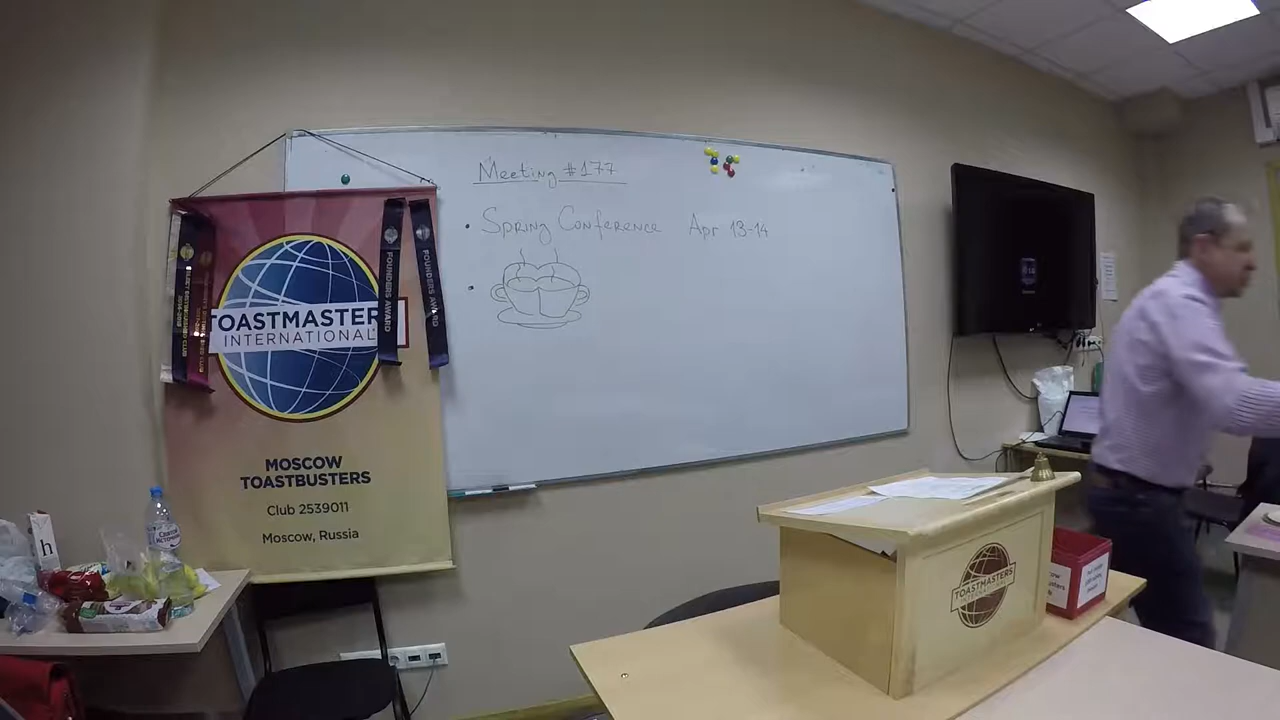 Meeting #177
• Spring Conference Apr 13-14
•
TOASTMASTER
INTERNATIONAL
FOUNDERS AWARD
FOUNDERS AWARD
MOSCOW
TOASTBUSTERS
Club 2539011
Moscow, Russia
h
TOASTMASTERS
INTERNATIONAL